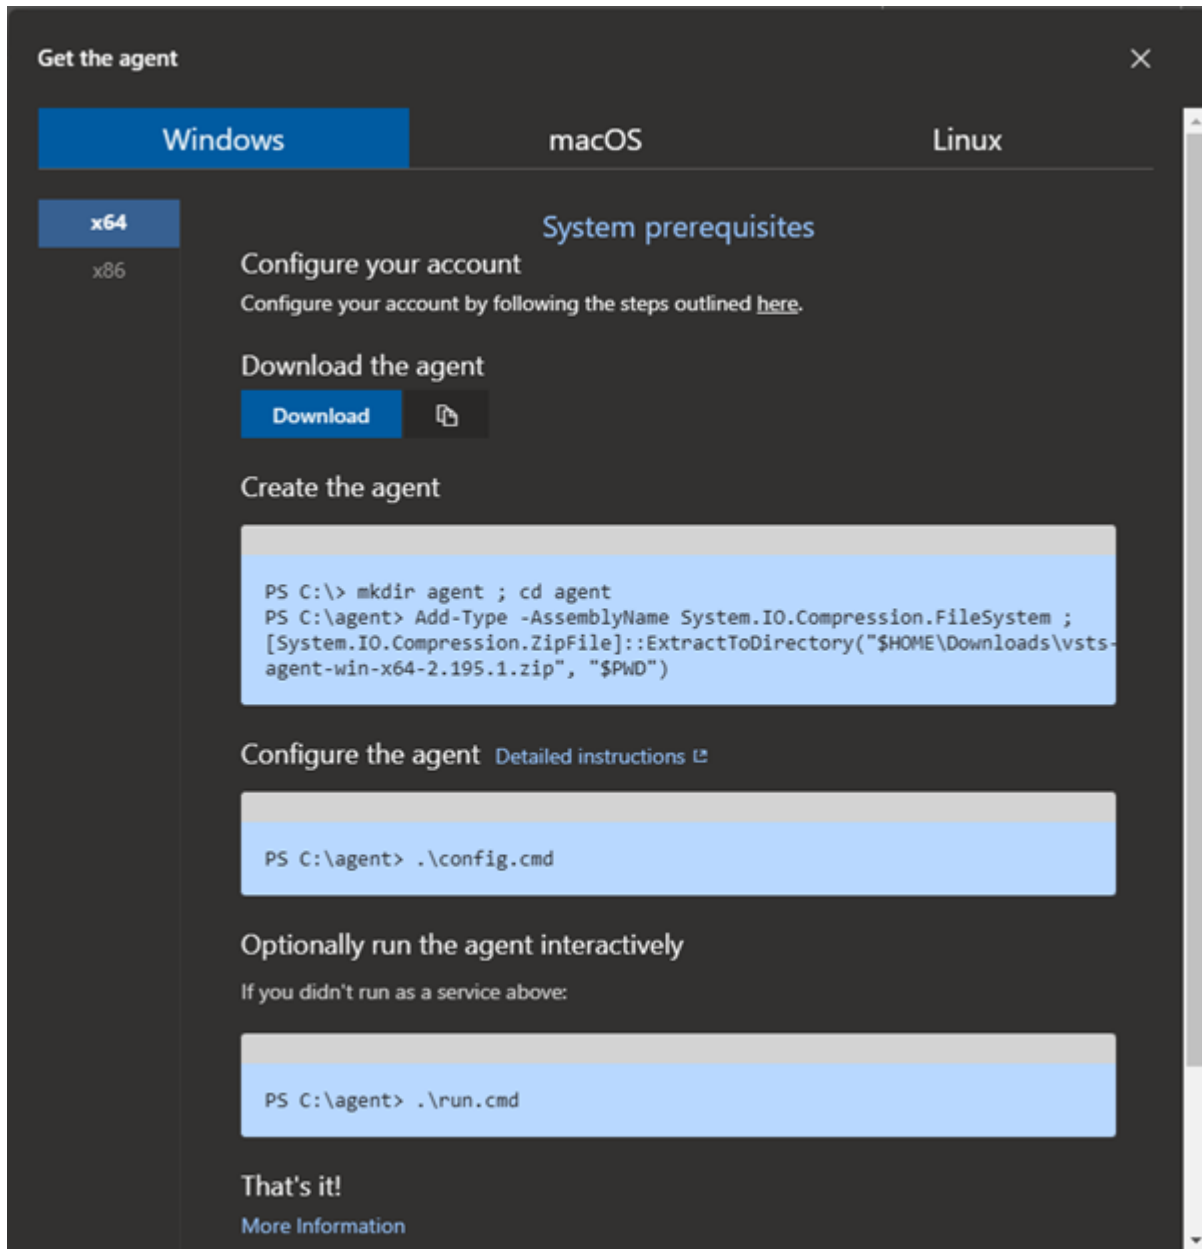 Get the agent
Windows
macOS
Linux
x64
x86
System prerequisites
Configure your account
Configure your account by following the steps outlined here.
Download the agent
Download
Create the agent
PS C:\> mkdir agent ; cd agent
PS C:\agent> Add-Type -AssemblyName System.IO.Compression.FileSystem ;
[System.IO.Compression.ZipFile]::ExtractToDirectory("$HOME\Downloads\vsts-
agent-win-x64-2.195.1.zip", "$PWD")
Configure the agent Detailed instructions
PS C:\agent> .\config.cmd
Optionally run the agent interactively
If you didn't run as a service above:
PS C:\agent> .\run.cmd
That's it!
More Information